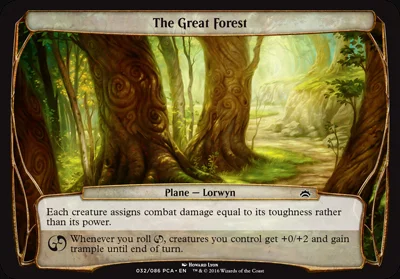 The Great Forest
Plane — Lorwyn
Each creature assigns combat damage equal to its toughness rather
than its power.
Whenever you roll , creatures you control get +0/+2 and gain
trample until end of turn.
Howard Lyon
032/086 PCA • EN ™ & © 2016 Wizards of the Coast